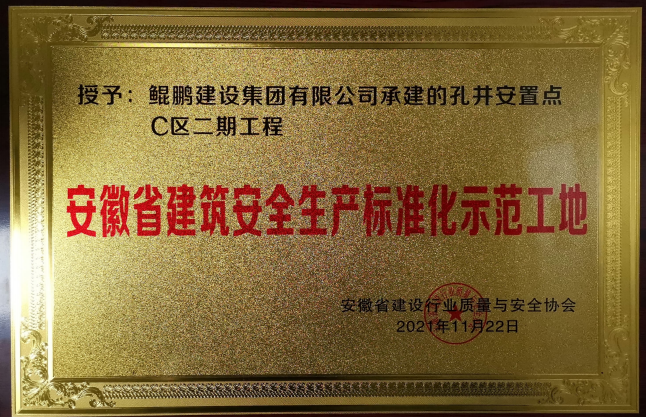 授予：鲲鹏建设集团有限公司承建的孔井安置点
C区二期工程
安徽省建筑安全生产标准化示范工地
安徽省建设行业质量与安全协会
2021年11月22日